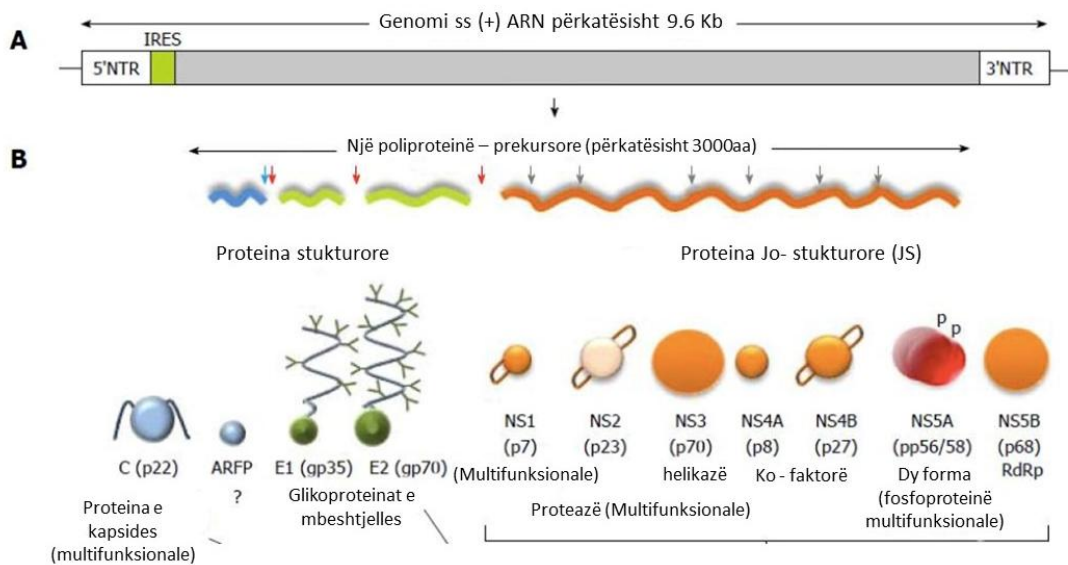 Genomi ss (+) ARN përkatësisht 9.6 Kb
A
IRES
5'NTR
3'NTR
B
Një poliproteinë – prekursore (përkatësisht 3000aa)
Proteina stukturore
Proteina Jo- stukturore (JS)
p
p
C (p22)
ARFP
?
E1 (gp35)
E2 (gp70)
NS1
(p7)
NS2
(p23)
NS3
(p70)
NS4A
(p8)
NS4B
(p27)
NS5A
(pp56/58)
NS5B
(p68)
RdRp
(Multifunksionale)
helikazë
Ko - faktorë
Dy forma
(fosfoproteinë
multifunksionale)
Proteazë (Multifunksionale)
Glikoproteinat e
mbeshtjelles
Proteina e
kapsides
(multifunksionale)